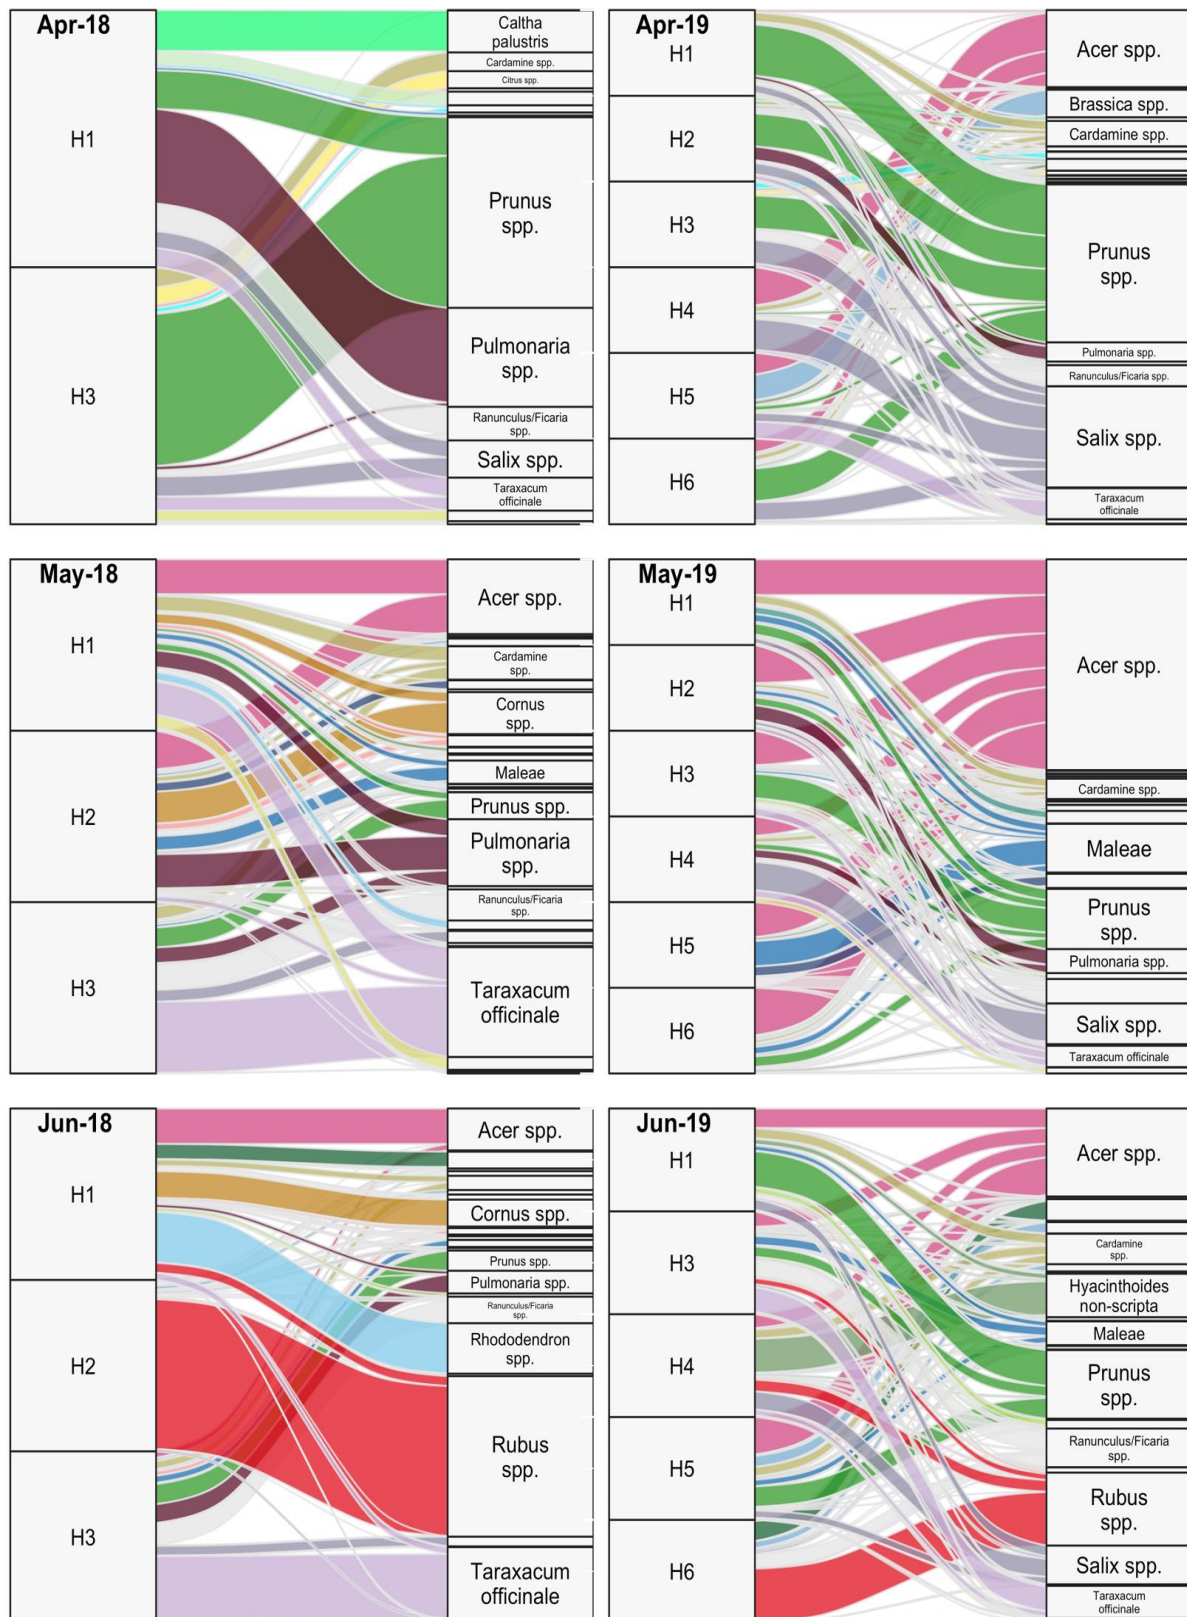 Apr-18
H1
H3
Caltha
palustris
Cardamine spp.
Citrus spp.
Prunus
spp.
Pulmonaria
spp.
Ranunculus/Ficaria
spp.
Salix spp.
Taraxacum
officinale
Apr-19
H1
H2
H3
H4
H5
H6
Acer spp.
Brassica spp.
Cardamine spp.
Prunus
spp.
Pulmonaria spp.
Ranunculus/Ficaria spp.
Salix spp.
Taraxacum
officinale
May-18
H1
H2
H3
Acer spp.
Cardamine
spp.
Cornus
spp.
Maleae
Prunus spp.
Pulmonaria
spp.
Ranunculus/Ficaria
spp.
Taraxacum
officinale
May-19
H1
H2
H3
H4
H5
H6
Acer spp.
Cardamine spp.
Maleae
Prunus
spp.
Pulmonaria spp.
Salix spp.
Taraxacum officinale
Jun-18
H1
H2
H3
Acer spp.
Cornus spp.
Prunus spp.
Pulmonaria spp.
Ranunculus/Ficaria
spp.
Rhododendron
spp.
Rubus
spp.
Taraxacum
officinale
Jun-19
H1
H3
H4
H5
H6
Acer spp.
Cardamine
spp.
Hyacinthoides
non-scripta
Maleae
Prunus
spp.
Ranunculus/Ficaria
spp.
Rubus
spp.
Salix spp.
Taraxacum
officinale